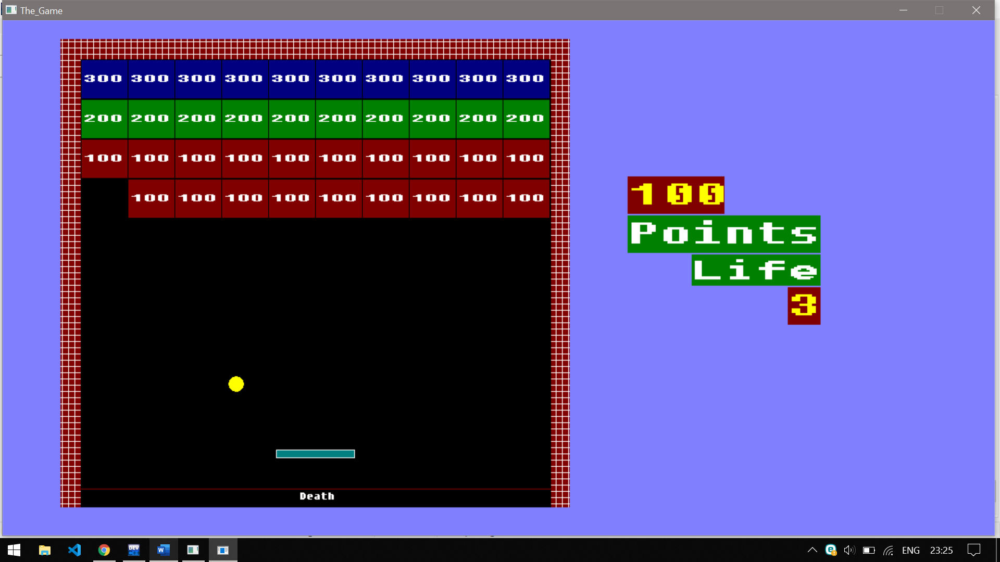 The_Game
300 300 300 300 300 300 300 300 300 300
200 200 200 200 200 200 200 200 200 200
100 100 100 100 100 100 100 100 100 100
100 100 100 100 100 100 100 100 100
100
Points
Life
3
Death
DEV W ENG 23:25